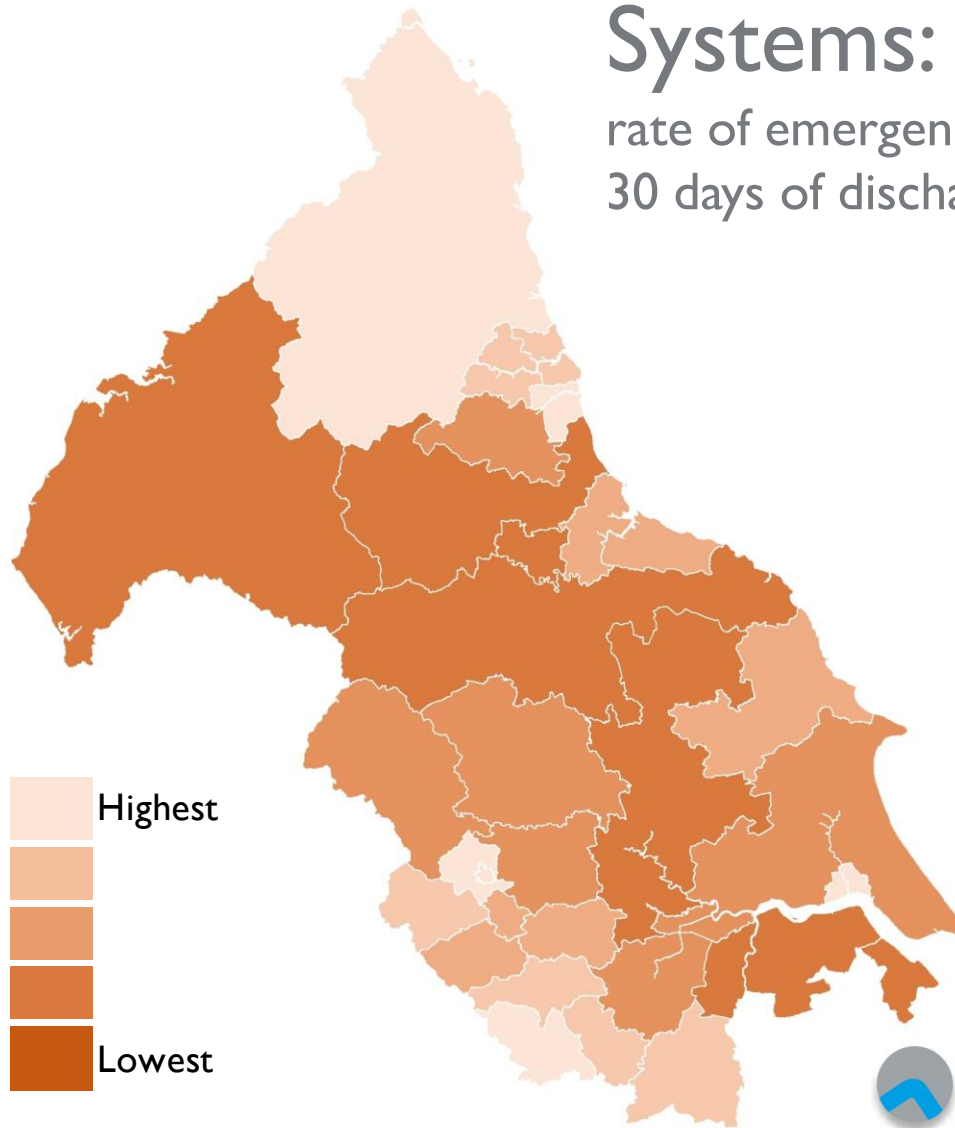 Systems:
rate of emergen
30 days of discha
Highest
Lowest